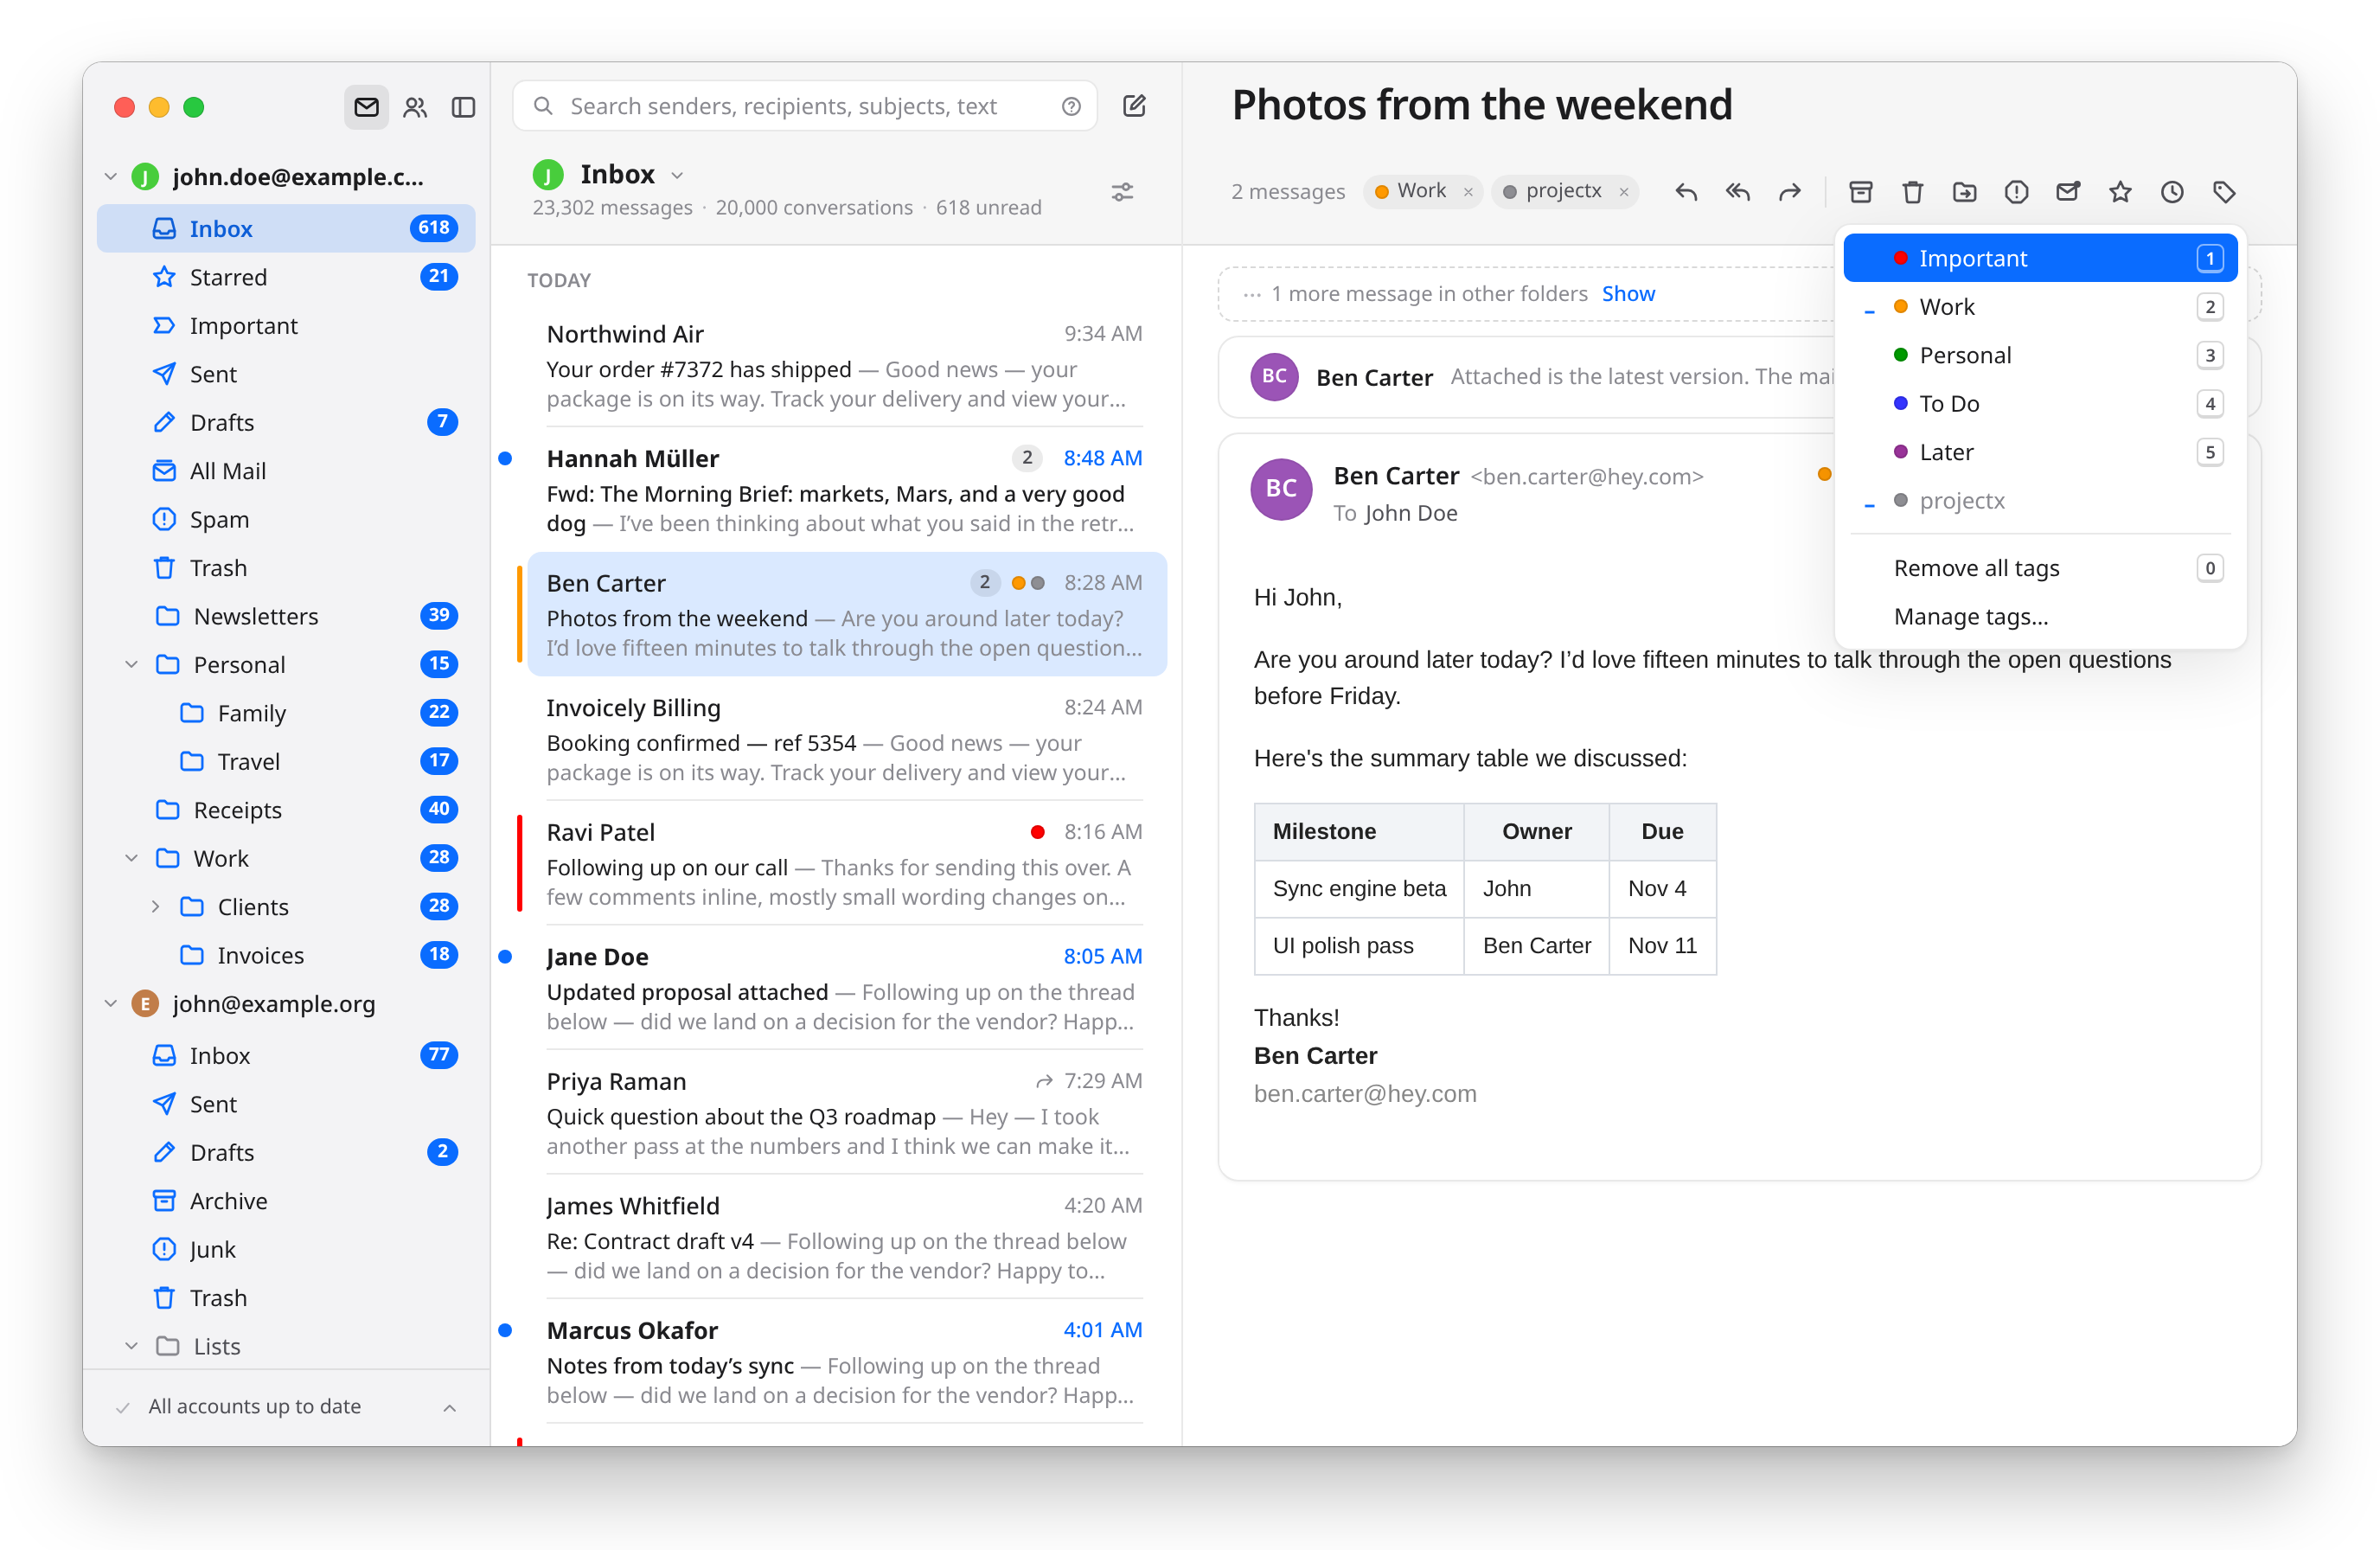 J john.doe@example.c...
Inbox 618
Starred 21
Important
Sent
Drafts 7
All Mail
Spam
Trash
Newsletters 39
Personal 15
Family 22
Travel 17
Receipts 40
Work 28
Clients 28
Invoices 18
E john@example.org
Inbox 77
Sent
Drafts 2
Archive
Junk
Trash
Lists
All accounts up to date
Search senders, recipients, subjects, text
J Inbox
23,302 messages · 20,000 conversations · 618 unread
TODAY
Northwind Air 9:34 AM
Your order #7372 has shipped — Good news — your
package is on its way. Track your delivery and view your...
Hannah Müller 2 8:48 AM
Fwd: The Morning Brief: markets, Mars, and a very good
dog — I’ve been thinking about what you said in the retr...
Ben Carter 2 8:28 AM
Photos from the weekend — Are you around later today?
I’d love fifteen minutes to talk through the open question...
Invoicely Billing 8:24 AM
Booking confirmed — ref 5354 — Good news — your
package is on its way. Track your delivery and view your...
Ravi Patel 8:16 AM
Following up on our call — Thanks for sending this over. A
few comments inline, mostly small wording changes on...
Jane Doe 8:05 AM
Updated proposal attached — Following up on the thread
below — did we land on a decision for the vendor? Happ...
Priya Raman 7:29 AM
Quick question about the Q3 roadmap — Hey — I took
another pass at the numbers and I think we can make it...
James Whitfield 4:20 AM
Re: Contract draft v4 — Following up on the thread below
— did we land on a decision for the vendor? Happy to...
Marcus Okafor 4:01 AM
Notes from today’s sync — Following up on the thread
below — did we land on a decision for the vendor? Happ...
Photos from the weekend
2 messages Work × projectx ×
··· 1 more message in other folders Show
BC Ben Carter Attached is the latest version. The mai
BC Ben Carter <ben.carter@hey.com>
To John Doe
Important 1
Work 2
Personal 3
To Do 4
Later 5
projectx
Remove all tags 0
Manage tags...
Hi John,
Are you around later today? I’d love fifteen minutes to talk through the open questions
before Friday.
Here's the summary table we discussed:
Milestone Owner Due
Sync engine beta John Nov 4
UI polish pass Ben Carter Nov 11
Thanks!
Ben Carter
ben.carter@hey.com